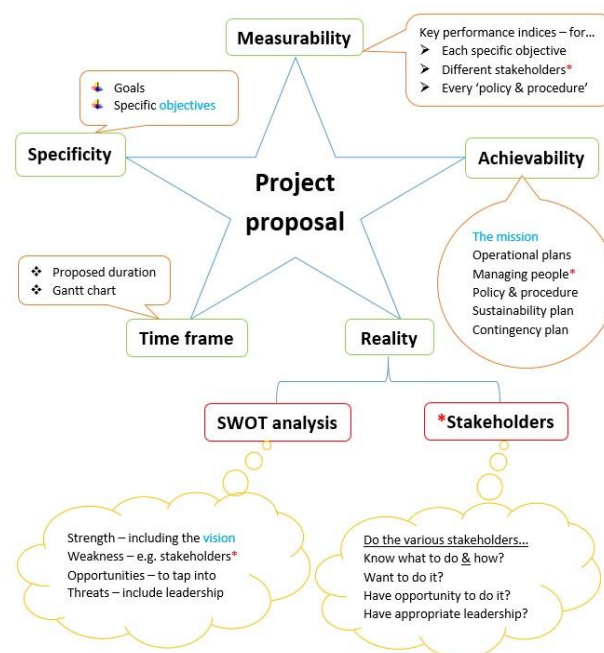 Measurability
Key performance indices – for...
➢ Each specific objective
➢ Different stakeholders*
➢ Every ‘policy & procedure’
Goals
Specific objectives
Specificity
Achievability
Project
proposal
The mission
Operational plans
Managing people*
Policy & procedure
Sustainability plan
Contingency plan
❖ Proposed duration
❖ Gantt chart
Time frame
Reality
SWOT analysis
*Stakeholders
Strength – including the vision
Weakness – e.g. stakeholders*
Opportunities – to tap into
Threats – include leadership
Do the various stakeholders...
Know what to do & how?
Want to do it?
Have opportunity to do it?
Have appropriate leadership?